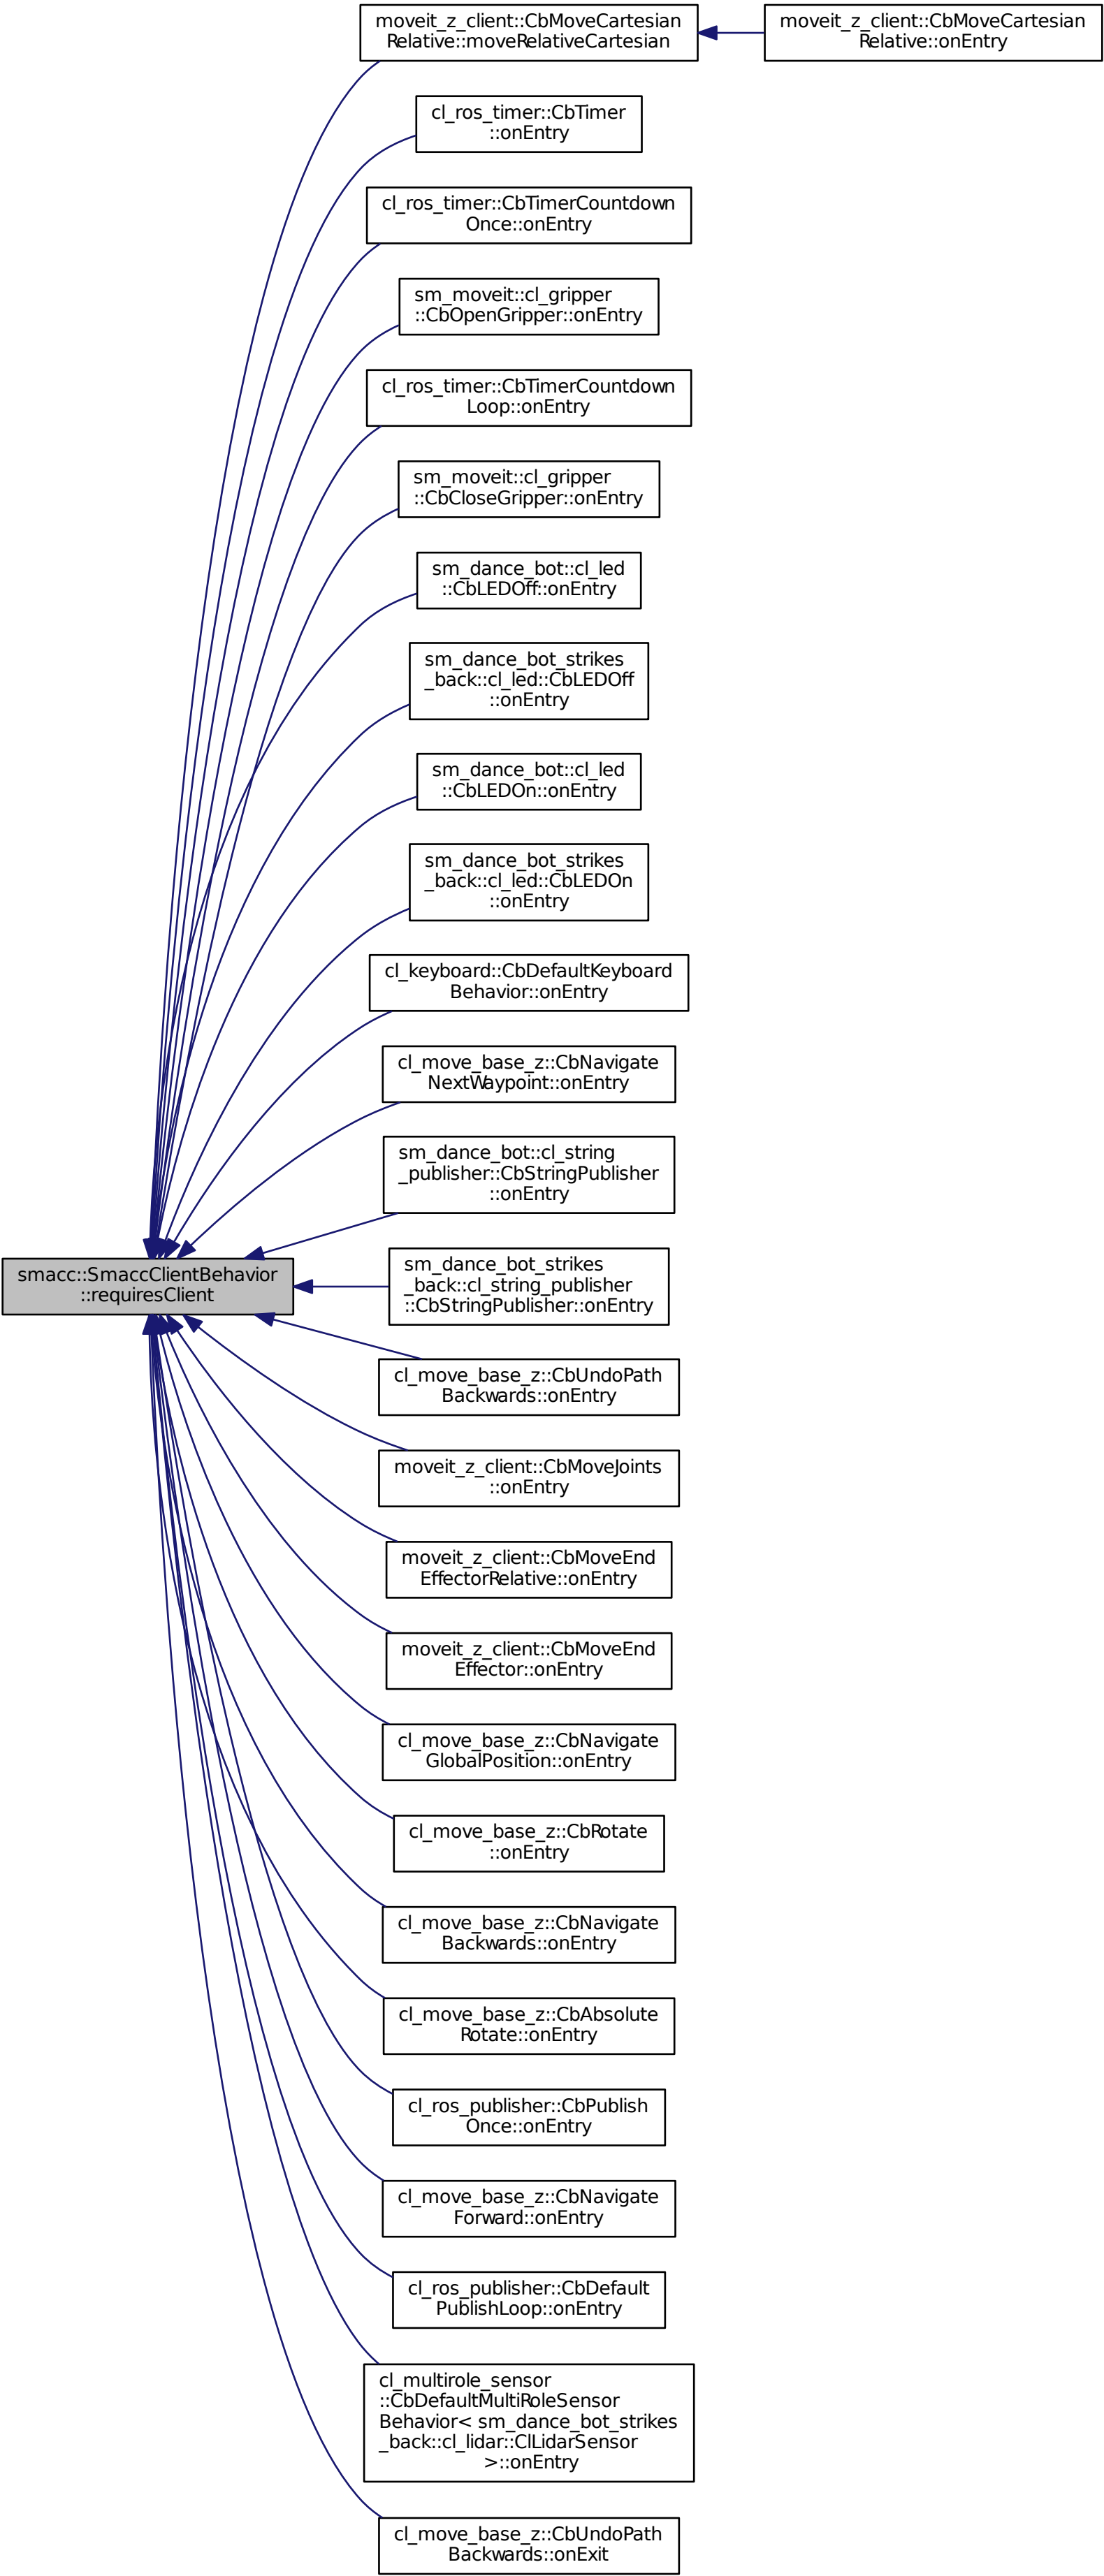 moveit_z_client::CbMoveCartesian
Relative::moveRelativeCartesian
moveit_z_client::CbMoveCartesian
Relative::onEntry
cl_ros_timer::CbTimer
::onEntry
cl_ros_timer::CbTimerCountdown
Once::onEntry
sm_moveit::cl_gripper
::CbOpenGripper::onEntry
cl_ros_timer::CbTimerCountdown
Loop::onEntry
sm_moveit::cl_gripper
::CbCloseGripper::onEntry
sm_dance_bot::cl_led
::CbLEDOff::onEntry
sm_dance_bot_strikes
_back::cl_led::CbLEDOff
::onEntry
sm_dance_bot::cl_led
::CbLEDOn::onEntry
sm_dance_bot_strikes
_back::cl_led::CbLEDOn
::onEntry
cl_keyboard::CbDefaultKeyboard
Behavior::onEntry
cl_move_base_z::CbNavigate
NextWaypoint::onEntry
sm_dance_bot::cl_string
_publisher::CbStringPublisher
::onEntry
smacc::SmaccClientBehavior
::requiresClient
sm_dance_bot_strikes
_back::cl_string_publisher
::CbStringPublisher::onEntry
cl_move_base_z::CbUndoPath
Backwards::onEntry
moveit_z_client::CbMoveJoints
::onEntry
moveit_z_client::CbMoveEnd
EffectorRelative::onEntry
moveit_z_client::CbMoveEnd
Effector::onEntry
cl_move_base_z::CbNavigate
GlobalPosition::onEntry
cl_move_base_z::CbRotate
::onEntry
cl_move_base_z::CbNavigate
Backwards::onEntry
cl_move_base_z::CbAbsolute
Rotate::onEntry
cl_ros_publisher::CbPublish
Once::onEntry
cl_move_base_z::CbNavigate
Forward::onEntry
cl_ros_publisher::CbDefault
PublishLoop::onEntry
cl_multirole_sensor
::CbDefaultMultiRoleSensor
Behavior< sm_dance_bot_strikes
_back::cl_lidar::ClLidarSensor
>::onEntry
cl_move_base_z::CbUndoPath
Backwards::onExit